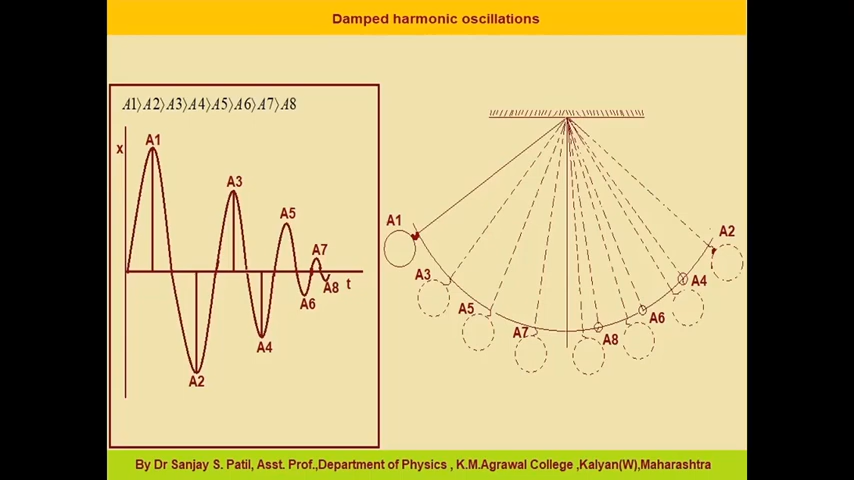 Damped harmonic oscillations
A1⟩A2⟩A3⟩A4⟩A5⟩A6⟩A7⟩A8
x
A1
A3
A5
A7
A8
t
A6
A4
A2
A1
A2
A3
A4
A5
A6
A7
A8
By Dr Sanjay S. Patil, Asst. Prof.,Department of Physics , K.M.Agrawal College ,Kalyan(W),Maharashtra